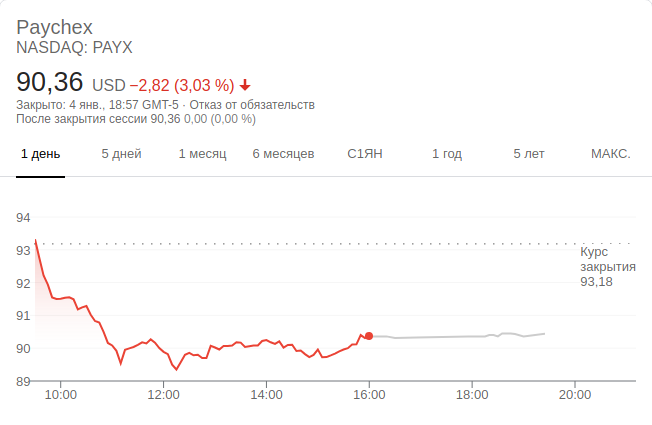 Paychex
NASDAQ: PAYX
90,36 USD −2,82 (3,03 %)
Закрыто: 4 янв., 18:57 GMT-5 · Отказ от обязательств
После закрытия сессии 90,36 0,00 (0,00 %)
1 день 5 дней 1 месяц 6 месяцев С1ЯН 1 год 5 лет МАКС.
94
93
92
91
90
89
Курс
закрытия
93,18
10:00 12:00 14:00 16:00 18:00 20:00